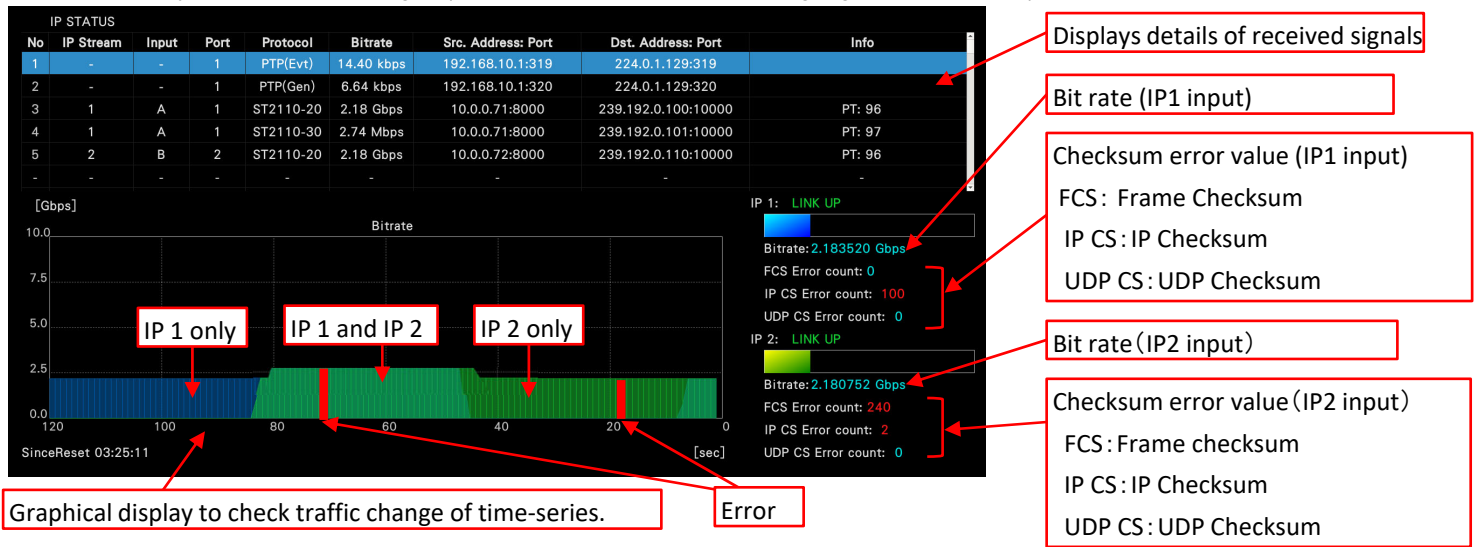 IP STATUS
No IP Stream Input Port Protocol Bitrate Src. Address: Port Dst. Address: Port Info
1 - - 1 PTP(Evt) 14.40 kbps 192.168.10.1:319 224.0.1.129:319
2 - - 1 PTP(Gen) 6.64 kbps 192.168.10.1:320 224.0.1.129:320
3 1 A 1 ST2110-20 2.18 Gbps 10.0.0.71:8000 239.192.0.100:10000 PT: 96
4 1 A 1 ST2110-30 2.74 Mbps 10.0.0.71:8000 239.192.0.101:10000 PT: 97
5 2 B 2 ST2110-20 2.18 Gbps 10.0.0.72:8000 239.192.0.110:10000 PT: 96
- - - - - - - - -
[Gbps]
Bitrate
10.0
7.5
5.0
2.5
0.0
120 100 80 60 40 20 0
SinceReset 03:25:11 [sec]
IP 1 only
IP 1 and IP 2
IP 2 only
IP 1: LINK UP
Bitrate:2.183520 Gbps
FCS Error count: 0
IP CS Error count: 100
UDP CS Error count: 0
IP 2: LINK UP
Bitrate:2.180752 Gbps
FCS Error count: 240
IP CS Error count: 2
UDP CS Error count: 0
Displays details of received signals
Bit rate (IP1 input)
Checksum error value (IP1 input)
FCS： Frame Checksum
IP CS：IP Checksum
UDP CS：UDP Checksum
Bit rate（IP2 input）
Checksum error value（IP2 input）
FCS：Frame checksum
IP CS：IP Checksum
UDP CS：UDP Checksum
Graphical display to check traffic change of time-series.
Error